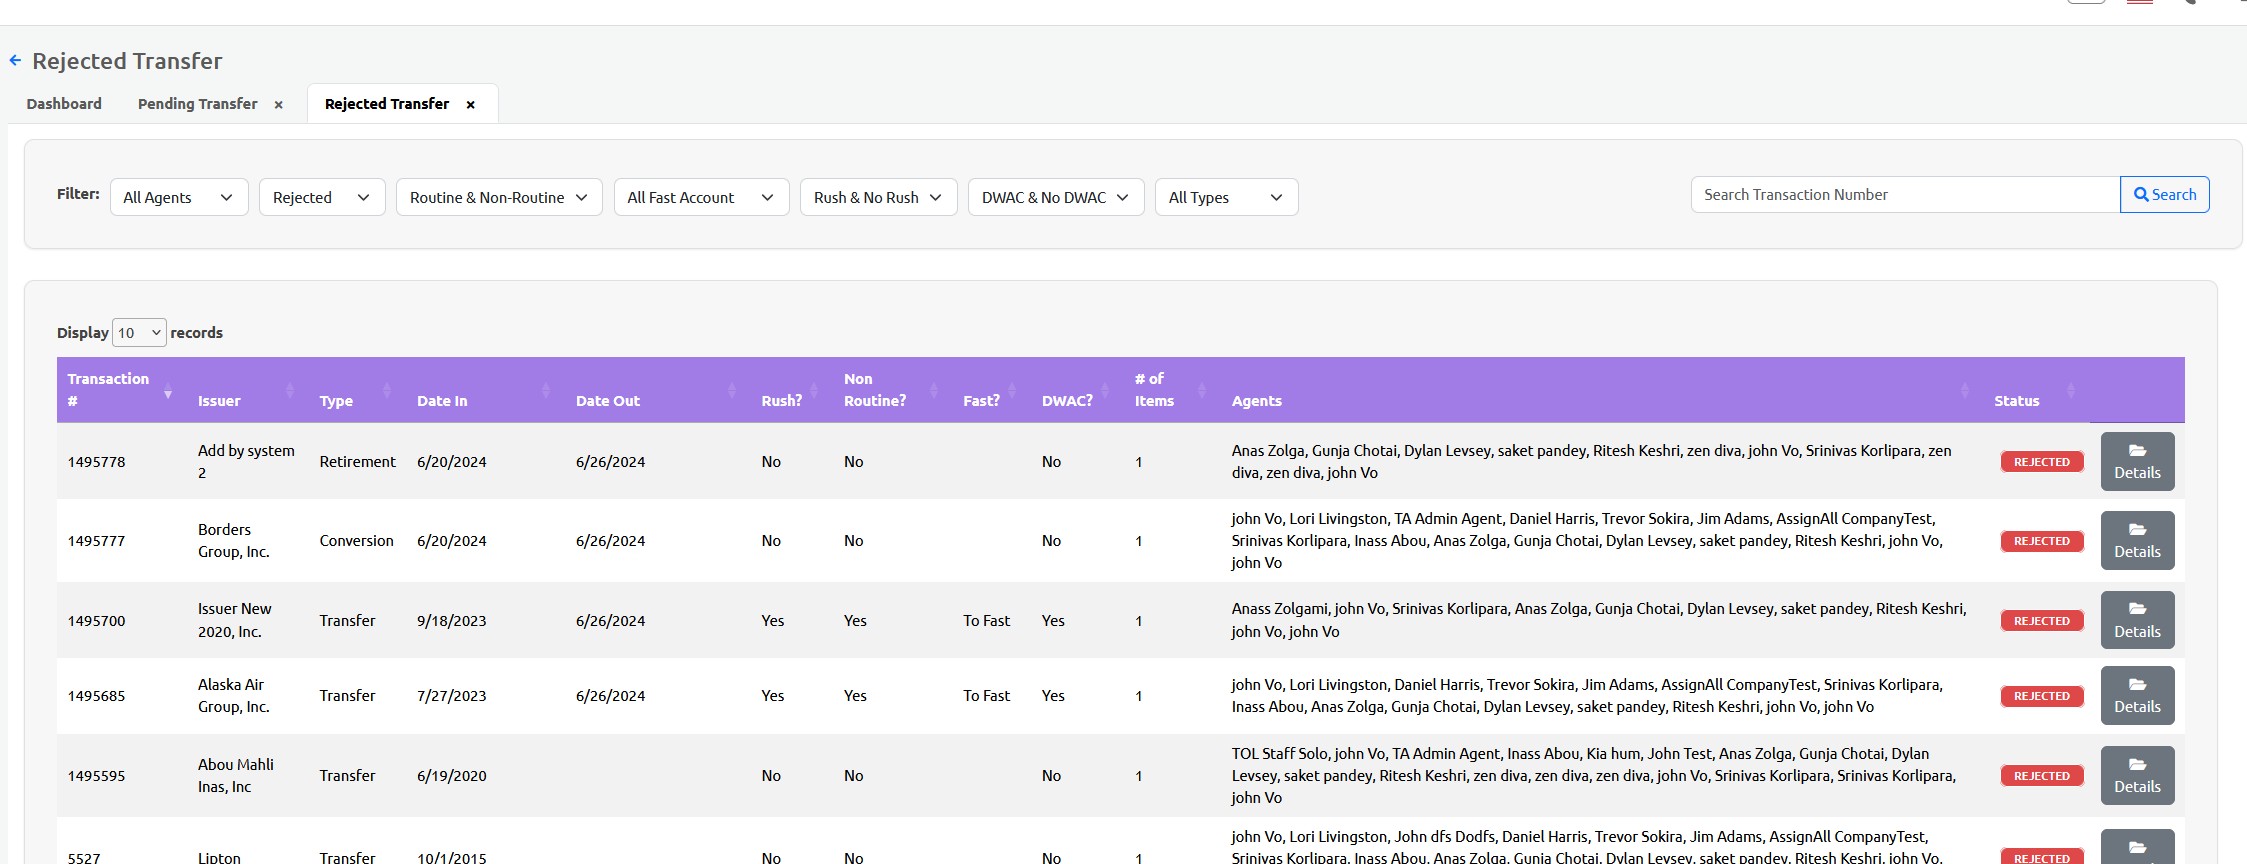 Rejected Transfer
Dashboard Pending Transfer × Rejected Transfer ×
Filter: All Agents Rejected Routine & Non-Routine All Fast Account Rush & No Rush DWAC & No DWAC All Types Search Transaction Number Search
Display 10 records
Transaction # Issuer Type Date In Date Out Rush? Non Routine? Fast? DWAC? # of Items Agents Status
1495778 Add by system 2 Retirement 6/20/2024 6/26/2024 No No No 1 Anas Zolga, Gunja Chotai, Dylan Levsey, saket pandey, Ritesh Keshri, zen diva, john Vo, Srinivas Korlipara, zen diva, zen diva, john Vo REJECTED Details
1495777 Borders Group, Inc. Conversion 6/20/2024 6/26/2024 No No No 1 john Vo, Lori Livingston, TA Admin Agent, Daniel Harris, Trevor Sokira, Jim Adams, AssignAll CompanyTest, Srinivas Korlipara, Inass Abou, Anas Zolga, Gunja Chotai, Dylan Levsey, saket pandey, Ritesh Keshri, john Vo, john Vo REJECTED Details
1495700 Issuer New 2020, Inc. Transfer 9/18/2023 6/26/2024 Yes Yes To Fast Yes 1 Anass Zolgami, john Vo, Srinivas Korlipara, Anas Zolga, Gunja Chotai, Dylan Levsey, saket pandey, Ritesh Keshri, john Vo, john Vo REJECTED Details
1495685 Alaska Air Group, Inc. Transfer 7/27/2023 6/26/2024 Yes Yes To Fast Yes 1 john Vo, Lori Livingston, Daniel Harris, Trevor Sokira, Jim Adams, AssignAll CompanyTest, Srinivas Korlipara, Inass Abou, Anas Zolga, Gunja Chotai, Dylan Levsey, saket pandey, Ritesh Keshri, john Vo, john Vo REJECTED Details
1495595 Abou Mahli Inas, Inc Transfer 6/19/2020 No No No 1 TOL Staff Solo, john Vo, TA Admin Agent, Inass Abou, Kia hum, John Test, Anas Zolga, Gunja Chotai, Dylan Levsey, saket pandey, Ritesh Keshri, zen diva, zen diva, zen diva, john Vo, Srinivas Korlipara, Srinivas Korlipara, john Vo REJECTED Details
5527 Lipton Transfer 10/1/2015 No No No 1 john Vo, Lori Livingston, John dfs Dodfs, Daniel Harris, Trevor Sokira, Jim Adams, AssignAll CompanyTest, Srinivas Korlipara, Inass Abou, Anas Zolga, Gunja Chotai, Dylan Levsey, saket pandey, Ritesh Keshri, john Vo, REJECTED